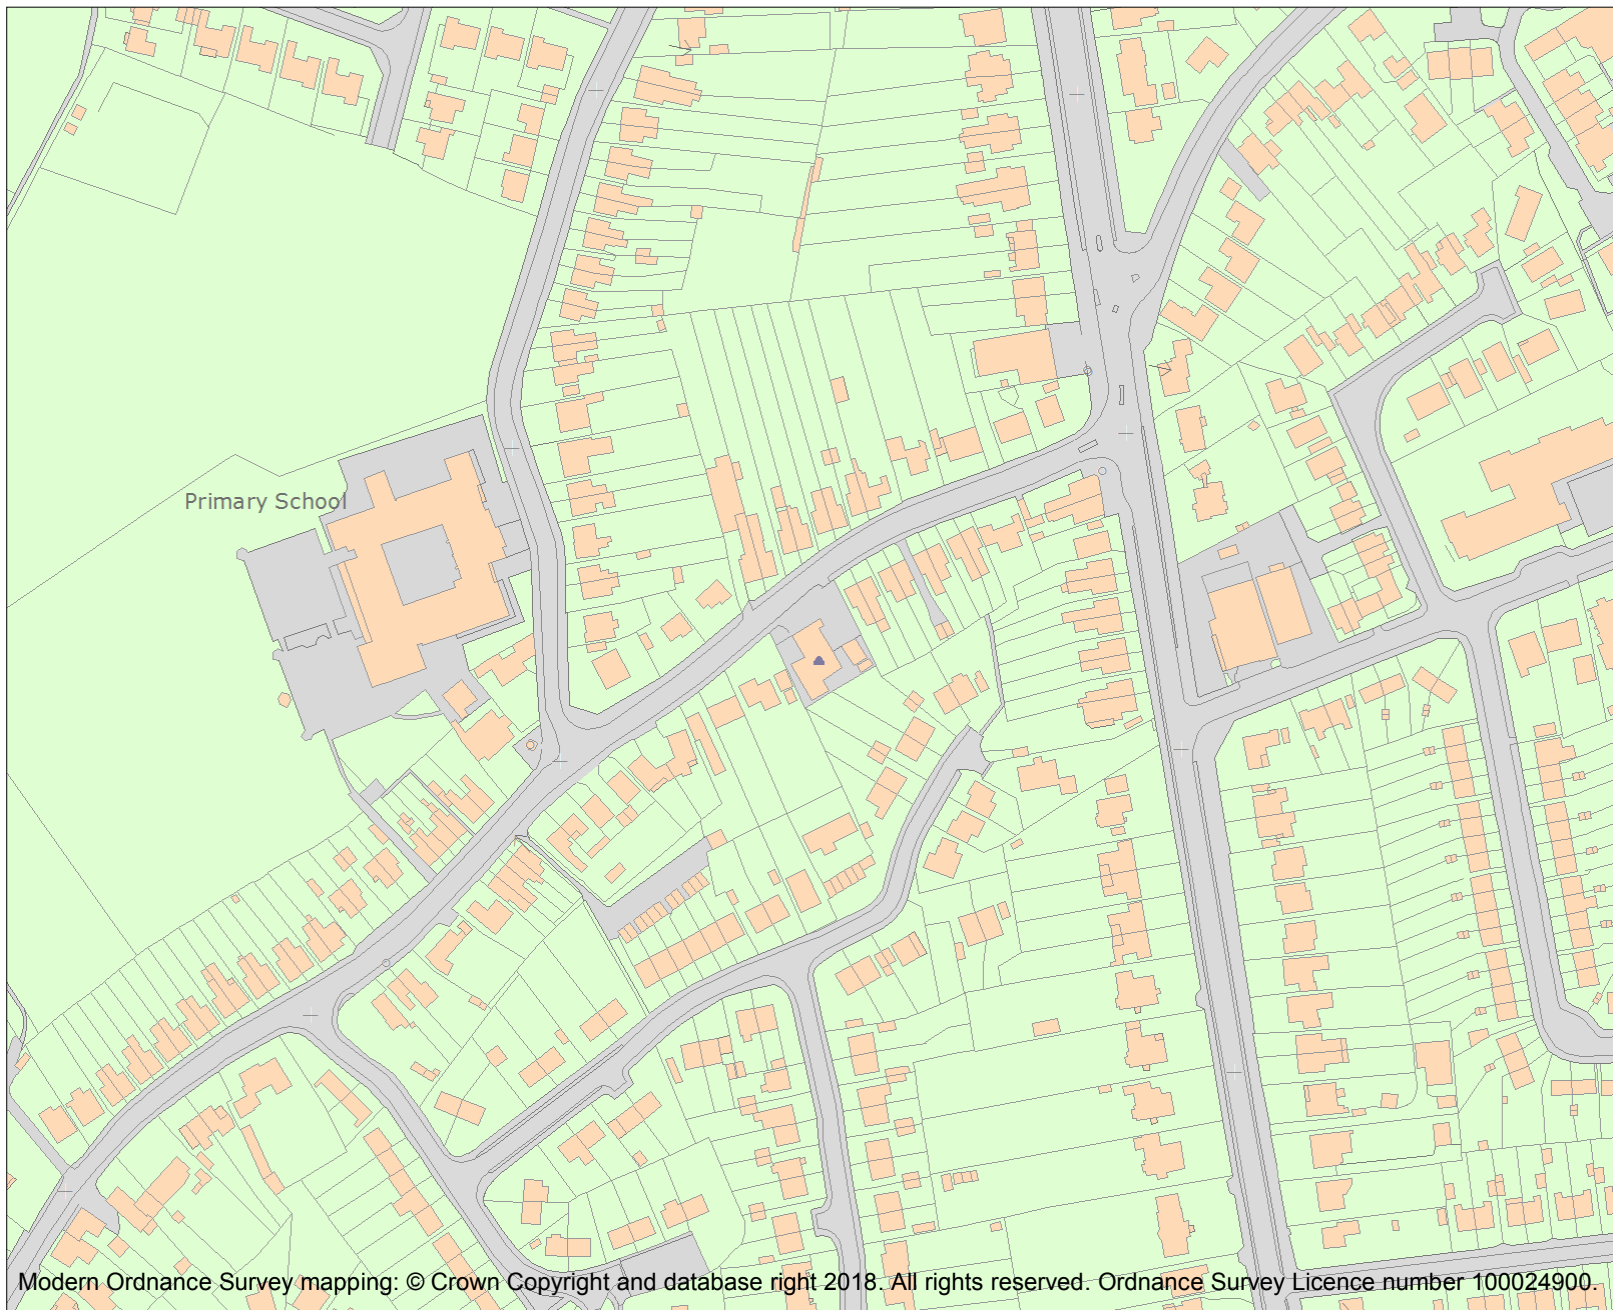 Primary School
Modern Ordnance Survey mapping: © Crown Copyright and database right 2018. All rights reserved. Ordnance Survey Licence number 100024900.